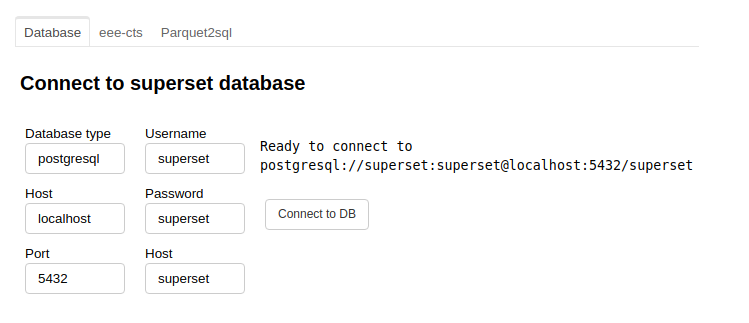 Database eee-cts Parquet2sql
Connect to superset database
Database type Username
postgresql superset
Ready to connect to
postgresql://superset:superset@localhost:5432/superset
Host Password
localhost superset
Connect to DB
Port Host
5432 superset